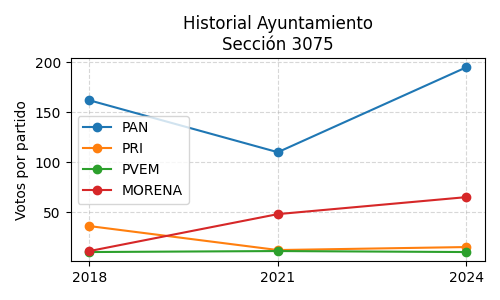 Historial Ayuntamiento
Sección 3075
Votos por partido
200
150
100
50
PAN
PRI
PVEM
MORENA
2018
2021
2024